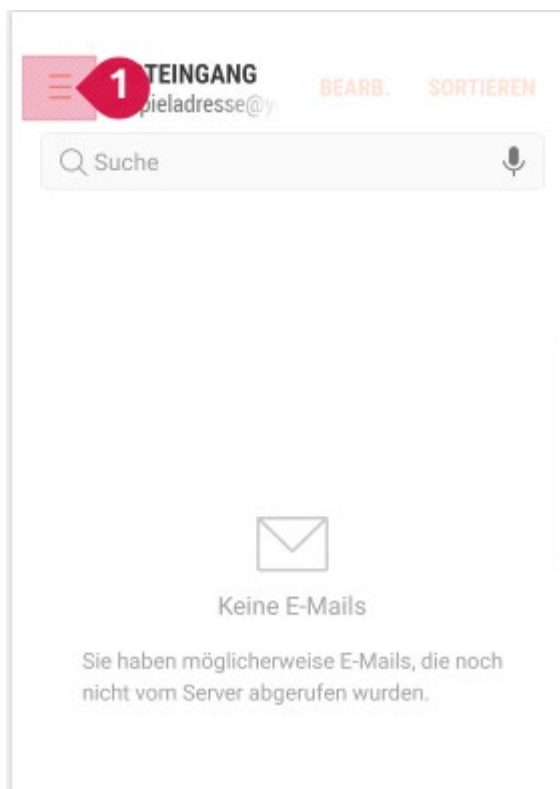 1
TEINGANG
pieladresse@y
BEARB.
SORTIEREN
Suche
Keine E-Mails
Sie haben möglicherweise E-Mails, die noch
nicht vom Server abgerufen wurden.